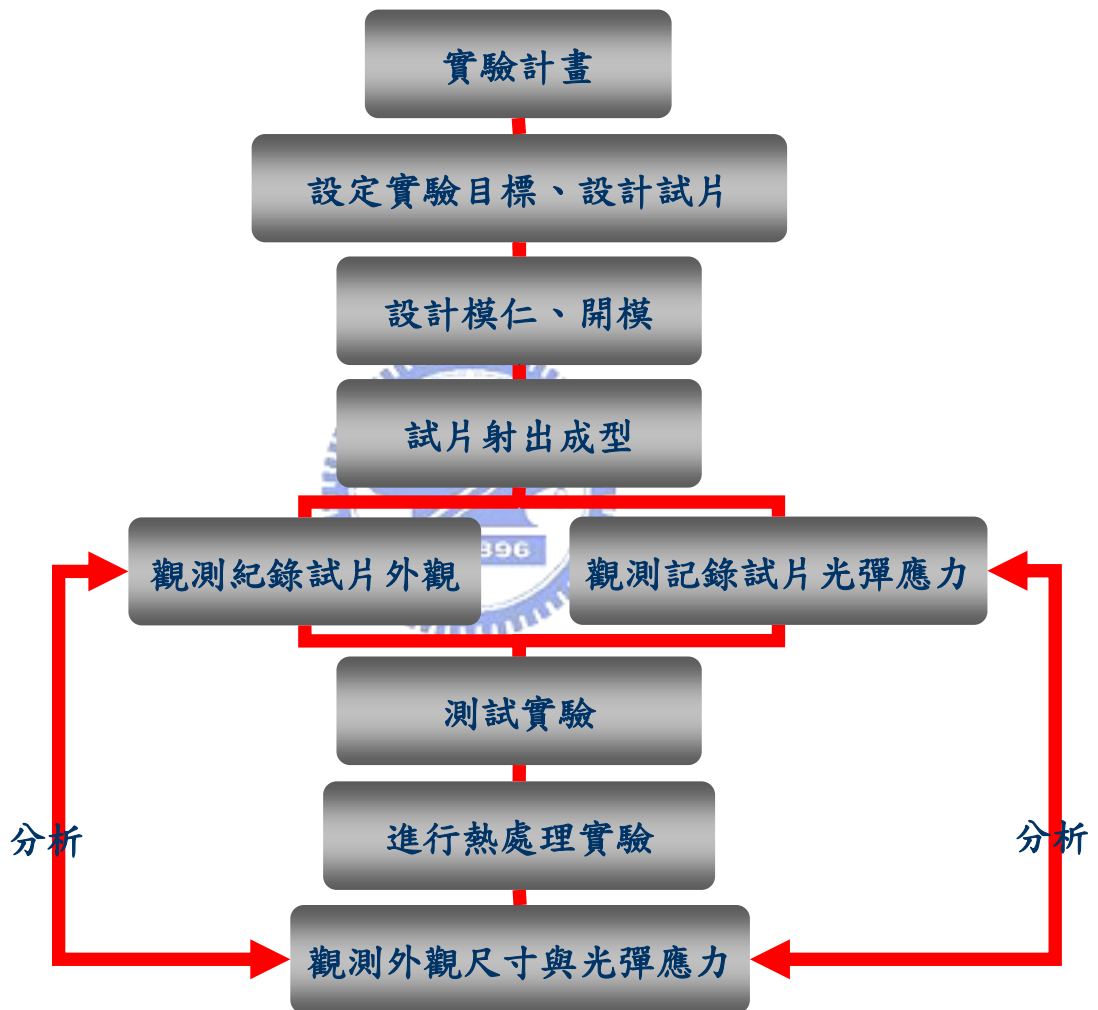 實驗計畫
設定實驗目標、設計試片
設計模仁、開模
試片射出成型
觀測紀錄試片外觀
觀測記錄試片光彈應力
896
測試實驗
進行熱處理實驗
分析
分析
觀測外觀尺寸與光彈應力